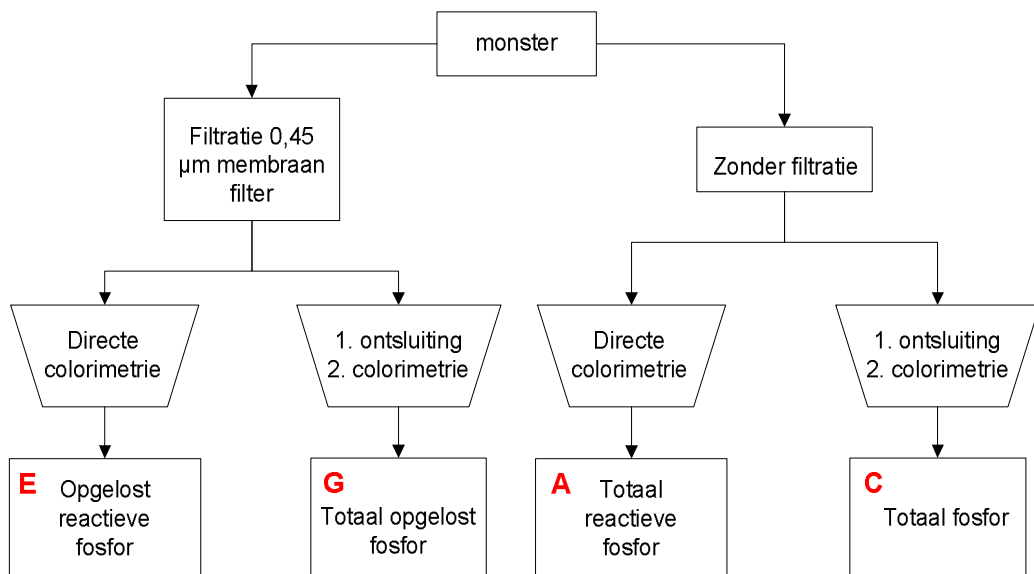 monster
Filtratie 0,45
µm membraan
filter
Zonder filtratie
Directe
colorimetrie
1. ontsluiting
2. colorimetrie
Directe
colorimetrie
1. ontsluiting
2. colorimetrie
E Opgelost
reactieve
fosfor
G
Totaal opgelost
fosfor
A Totaal
reactieve
fosfor
C
Totaal fosfor